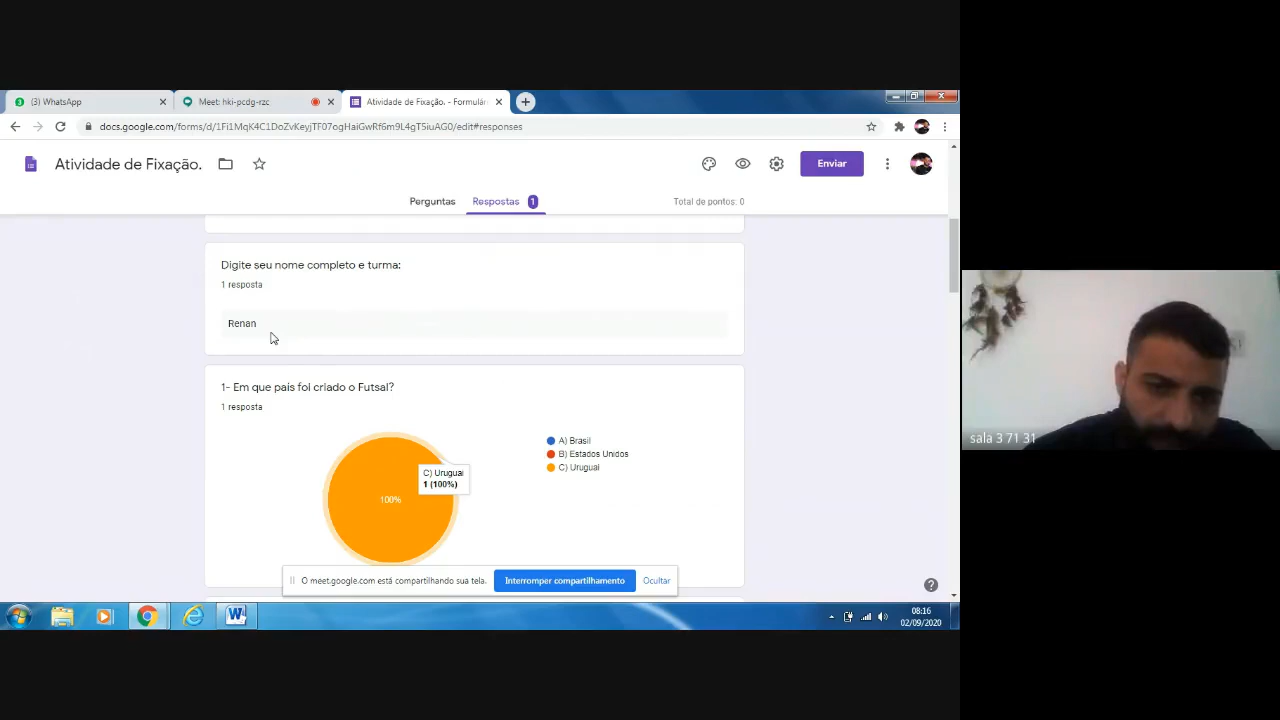 (3) WhatsApp
Meet: hki-pcdg-rzc
Atividade de Fixação. - Formulár
docs.google.com/forms/d/1Fi1MqK4C1DoZvKeyjTF07ogHaiGwRf6m9L4gT5iuAG0/edit#responses
Atividade de Fixação.
Enviar
Perguntas
Respostas 1
Total de pontos: 0
Digite seu nome completo e turma:
1 resposta
Renan
1- Em que pais foi criado o Futsal?
1 resposta
A) Brasil
B) Estados Unidos
C) Uruguai
C) Uruguai
1 (100%)
100%
O meet.google.com está compartilhando sua tela.
Interromper compartilhamento
Ocultar
08:16
02/09/2020
sala 3 71 31